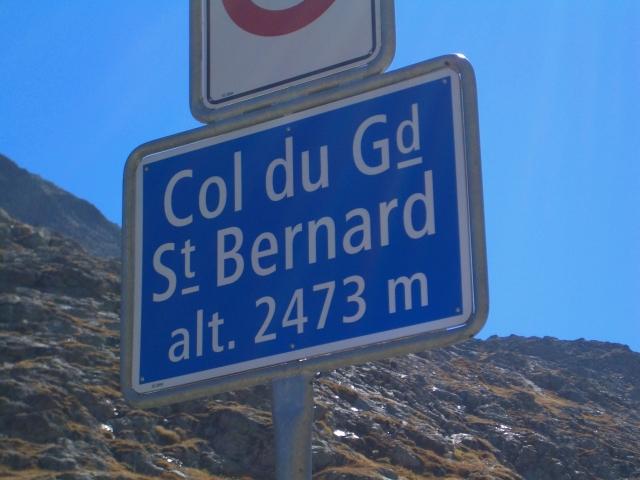 Col du Gd
St Bernard
alt. 2473 m